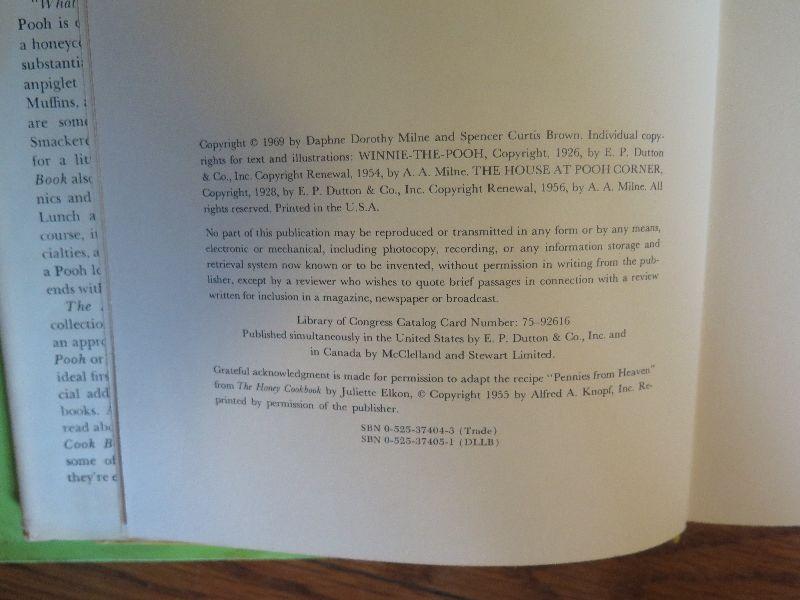 "What
Pooh is
a honeyc
substanti
anpiglet
Muffins,
are som
Smackere
for a lit
Book also
nics and
Lunch a
course, i
cialties, a
a Pooh
ends with
The
collectio
an appro
Pooh or
ideal firs
cial add
books.
read abo
Cook B
some of
they're
Copyright © 1969 by Daphne Dorothy Milne and Spencer Curtis Brown. Individual copy-
rights for text and illustrations: WINNIE-THE-POOH, Copyright, 1926, by E. P. Dutton
& Co., Inc. Copyright Renewal, 1954, by A. A. Milne. THE HOUSE AT POOH CORNER,
Copyright, 1928, by E. P. Dutton & Co., Inc. Copyright Renewal, 1956, by A. A. Milne. All
rights reserved. Printed in the U.S.A.
No part of this publication may be reproduced or transmitted in any form or by any means,
electronic or mechanical, including photocopy, recording, or any information storage and
retrieval system now known or to be invented, without permission in writing from the pub-
lisher, except by a reviewer who wishes to quote brief passages in connection with a review
written for inclusion in a magazine, newspaper or broadcast.
Library of Congress Catalog Card Number: 75-92616
Published simultaneously in the United States by E. P. Dutton & Co., Inc. and
in Canada by McClelland and Stewart Limited.
Grateful acknowledgment is made for permission to adapt the recipe "Pennies from Heaven"
from The Honey Cookbook by Juliette Elkon, © Copyright 1955 by Alfred A. Knopf, Inc. Re-
printed by permission of the publisher.
SBN 0-525-37404-3 (Trade)
SBN 0-525-37405-1 (DLLB)